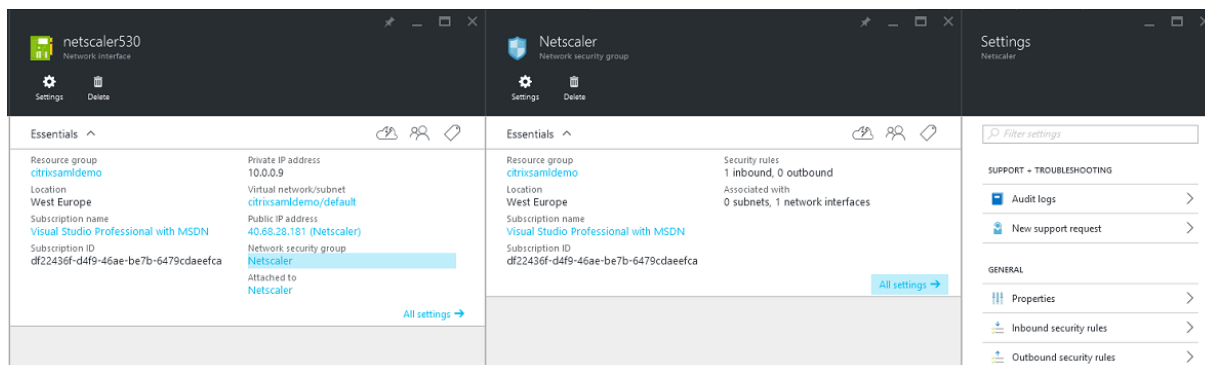 netscaler530
Network interface
Settings
Delete
Essentials
Resource group
citrixsamldemo
Location
West Europe
Subscription name
Visual Studio Professional with MSDN
Subscription ID
df22436f-d4f9-46ae-be7b-6479cdaeefca
Private IP address
10.0.0.9
Virtual network/subnet
citrixsamldemo/default
Public IP address
40.68.28.181 (Netscaler)
Network security group
Netscaler
Attached to
Netscaler
All settings →
Netscaler
Network security group
Settings
Delete
Essentials
Resource group
citrixsamldemo
Location
West Europe
Subscription name
Visual Studio Professional with MSDN
Subscription ID
df22436f-d4f9-46ae-be7b-6479cdaeefca
Security rules
1 inbound, 0 outbound
Associated with
0 subnets, 1 network interfaces
All settings →
Settings
Netscaler
Filter settings
SUPPORT + TROUBLESHOOTING
Audit logs
New support request
GENERAL
Properties
Inbound security rules
Outbound security rules